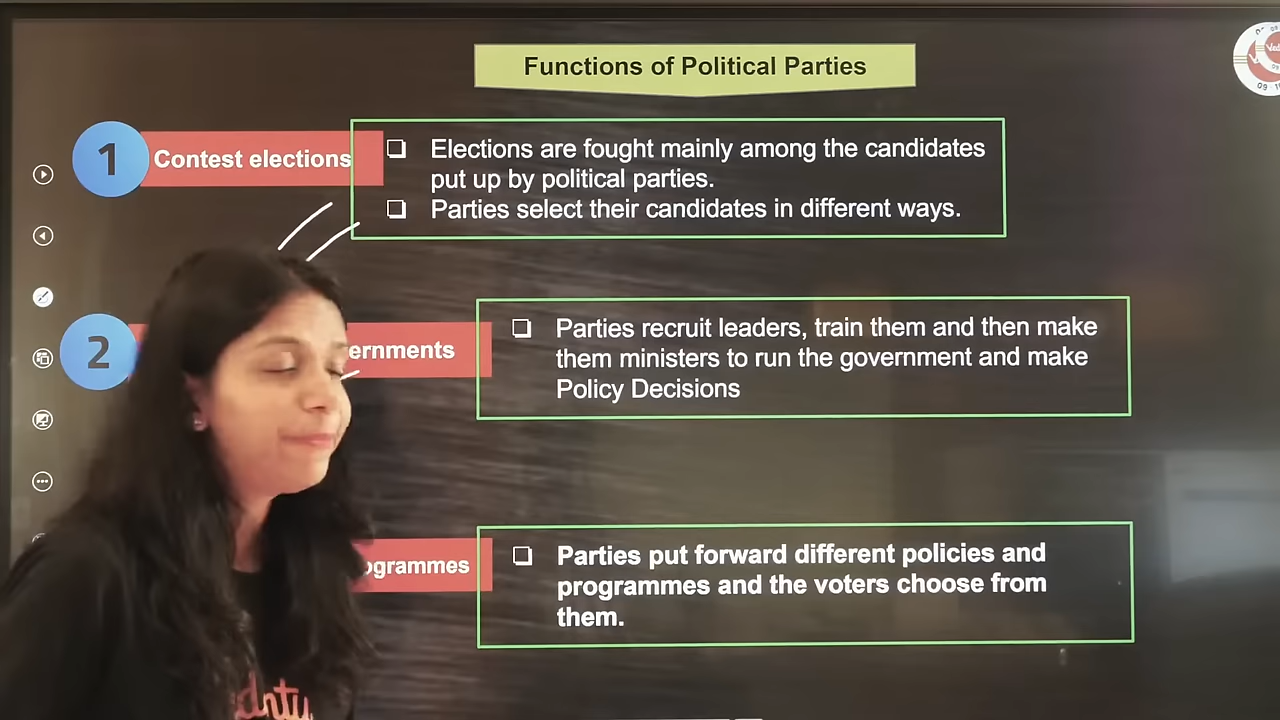 Functions of Political Parties
1 Contest elections
Elections are fought mainly among the candidates
put up by political parties.
Parties select their candidates in different ways.
2
Parties recruit leaders, train them and then make
them ministers to run the government and make
Policy Decisions
Parties put forward different policies and
programmes and the voters choose from
them.